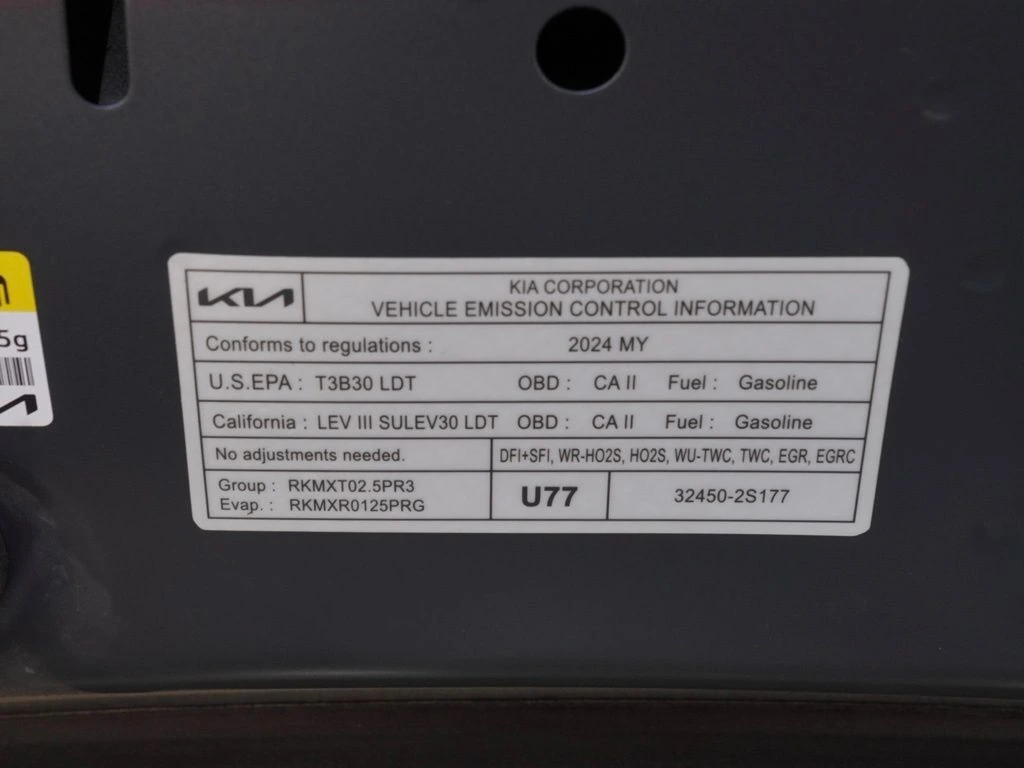 5g
KIA
KIA CORPORATION
VEHICLE EMISSION CONTROL INFORMATION
Conforms to regulations : 2024 MY
U.S.EPA : T3B30 LDT OBD : CA II Fuel : Gasoline
California : LEV III SULEV30 LDT OBD : CA II Fuel : Gasoline
No adjustments needed. DFI+SFI, WR-HO2S, HO2S, WU-TWC, TWC, EGR, EGRC
Group : RKMXT02.5PR3
Evap. : RKMXR0125PRG
U77
32450-2S177